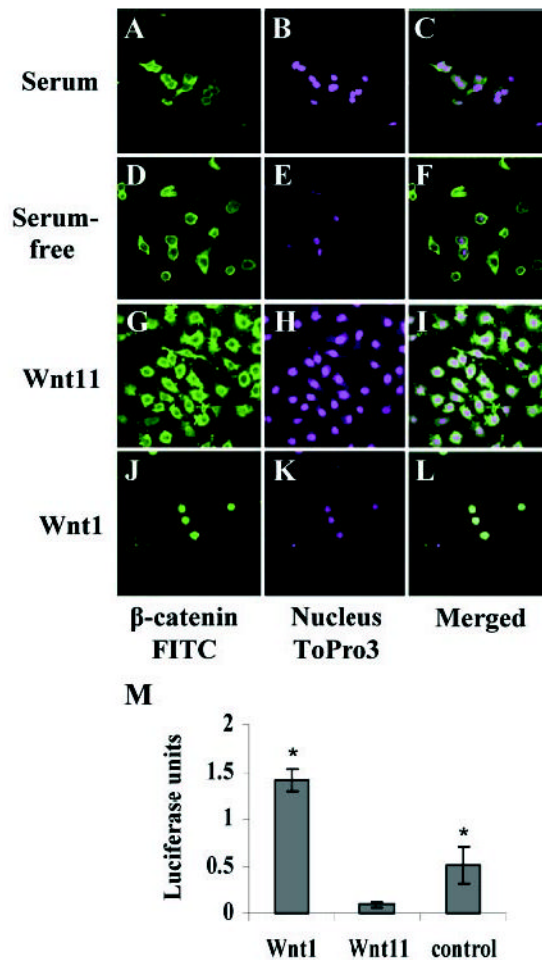 A B C
Serum
D E F
Serum-
free
G H I
Wnt11
J K L
Wnt1
β-catenin Nucleus Merged
FITC ToPro3
M
2
1.5
1
0.5
0
Luciferase units
*
*
Wnt1 Wnt11 control